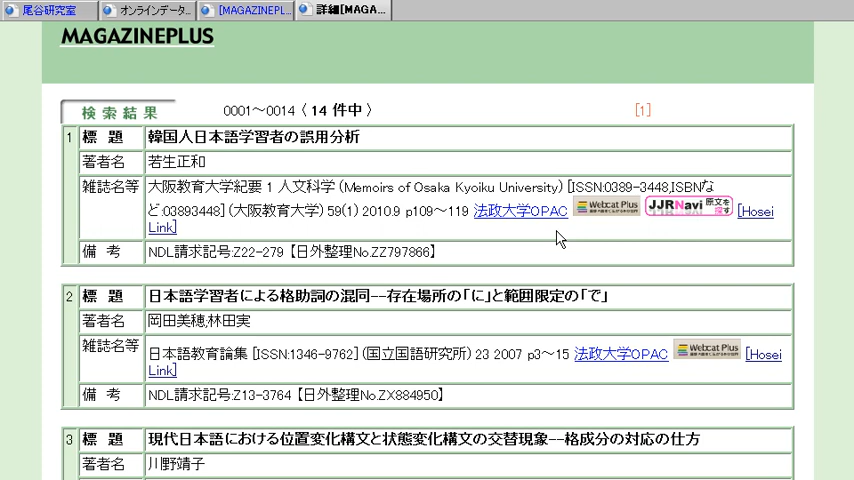 尾谷研究室 オンラインデータ... [MAGAZINEPL... 詳細[MAGA...
MAGAZINEPLUS
検索結果 0001～0014 〈 14 件中 〉 [1]
1 標 題 韓国人日本語学習者の誤用分析
著者名 若生正和
雑誌名等 大阪教育大学紀要 1 人文科学 (Memoirs of Osaka Kyoiku University) [ISSN:0389-3448,ISBNな
ど:03893448] (大阪教育大学) 59(1) 2010.9 p109～119 法政大学OPAC Webcat Plus JJRNavi 原文を探す [Hosei
Link]
備 考 NDL請求記号:Z22-279 【日外整理No.ZZ797866】
2 標 題 日本語学習者による格助詞の混同--存在場所の「に」と範囲限定の「で」
著者名 岡田美穂;林田実
雑誌名等 日本語教育論集 [ISSN:1346-9762] (国立国語研究所) 23 2007 p3～15 法政大学OPAC Webcat Plus [Hosei
Link]
備 考 NDL請求記号:Z13-3764 【日外整理No.ZX884950】
3 標 題 現代日本語における位置変化構文と状態変化構文の交替現象--格成分の対応の仕方
著者名 川野靖子